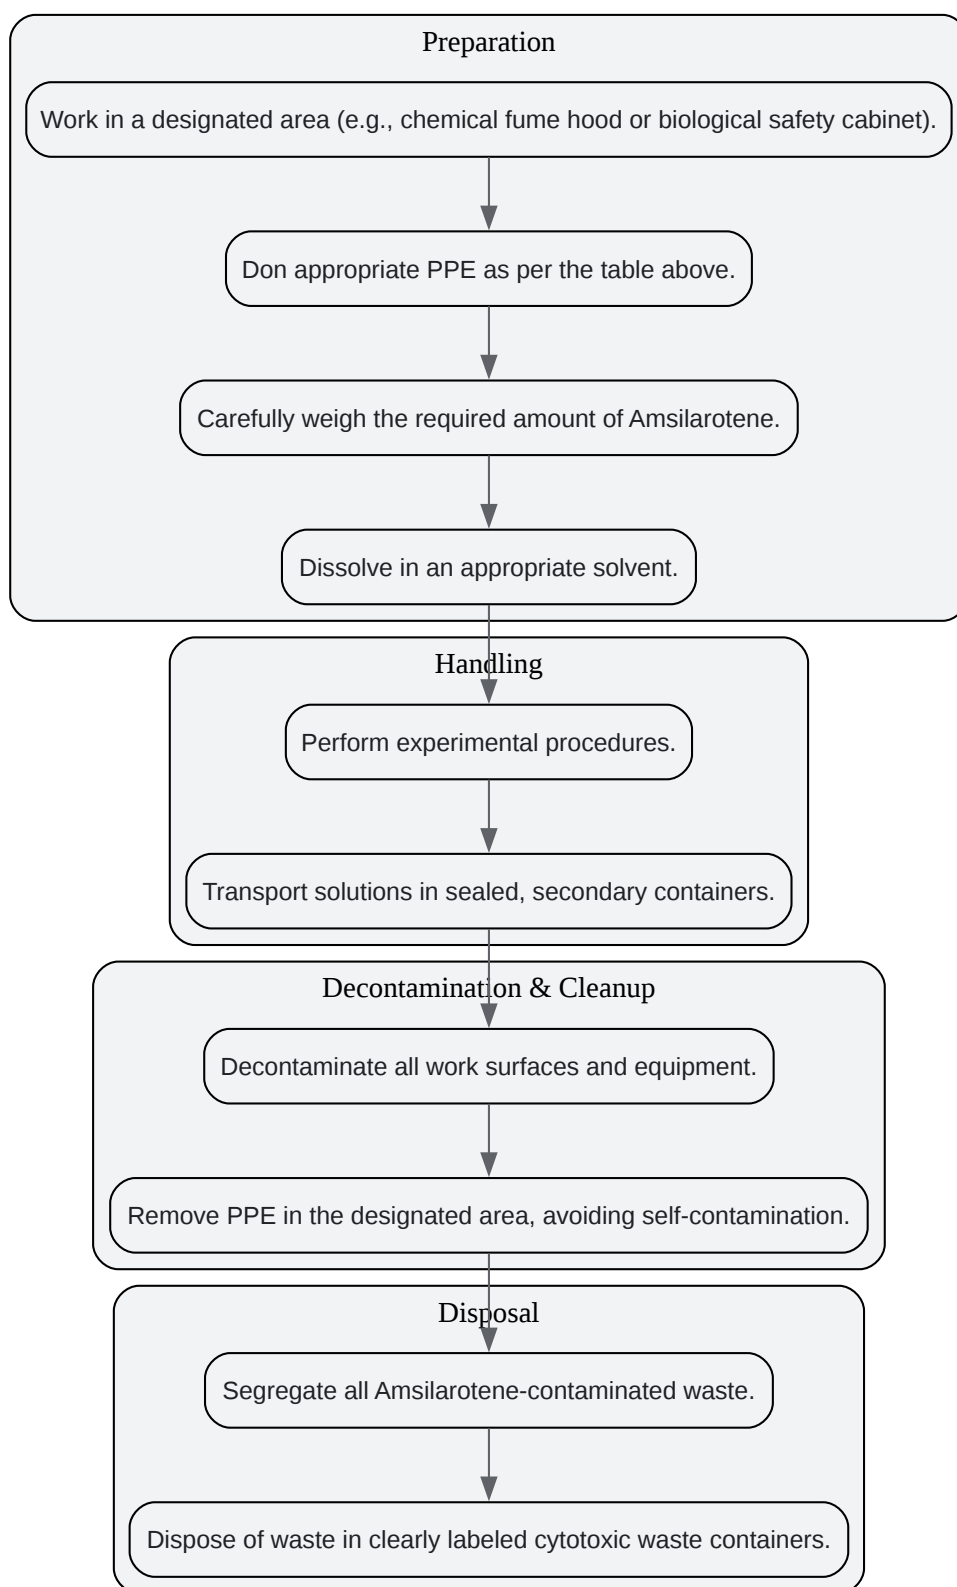 Preparation
Work in a designated area (e.g., chemical fume hood or biological safety cabinet).
Don appropriate PPE as per the table above.
Carefully weigh the required amount of Amsilarotene.
Dissolve in an appropriate solvent.
Handling
Perform experimental procedures.
Transport solutions in sealed, secondary containers.
Decontamination & Cleanup
Decontaminate all work surfaces and equipment.
Remove PPE in the designated area, avoiding self-contamination.
Disposal
Segregate all Amsilarotene-contaminated waste.
Dispose of waste in clearly labeled cytotoxic waste containers.